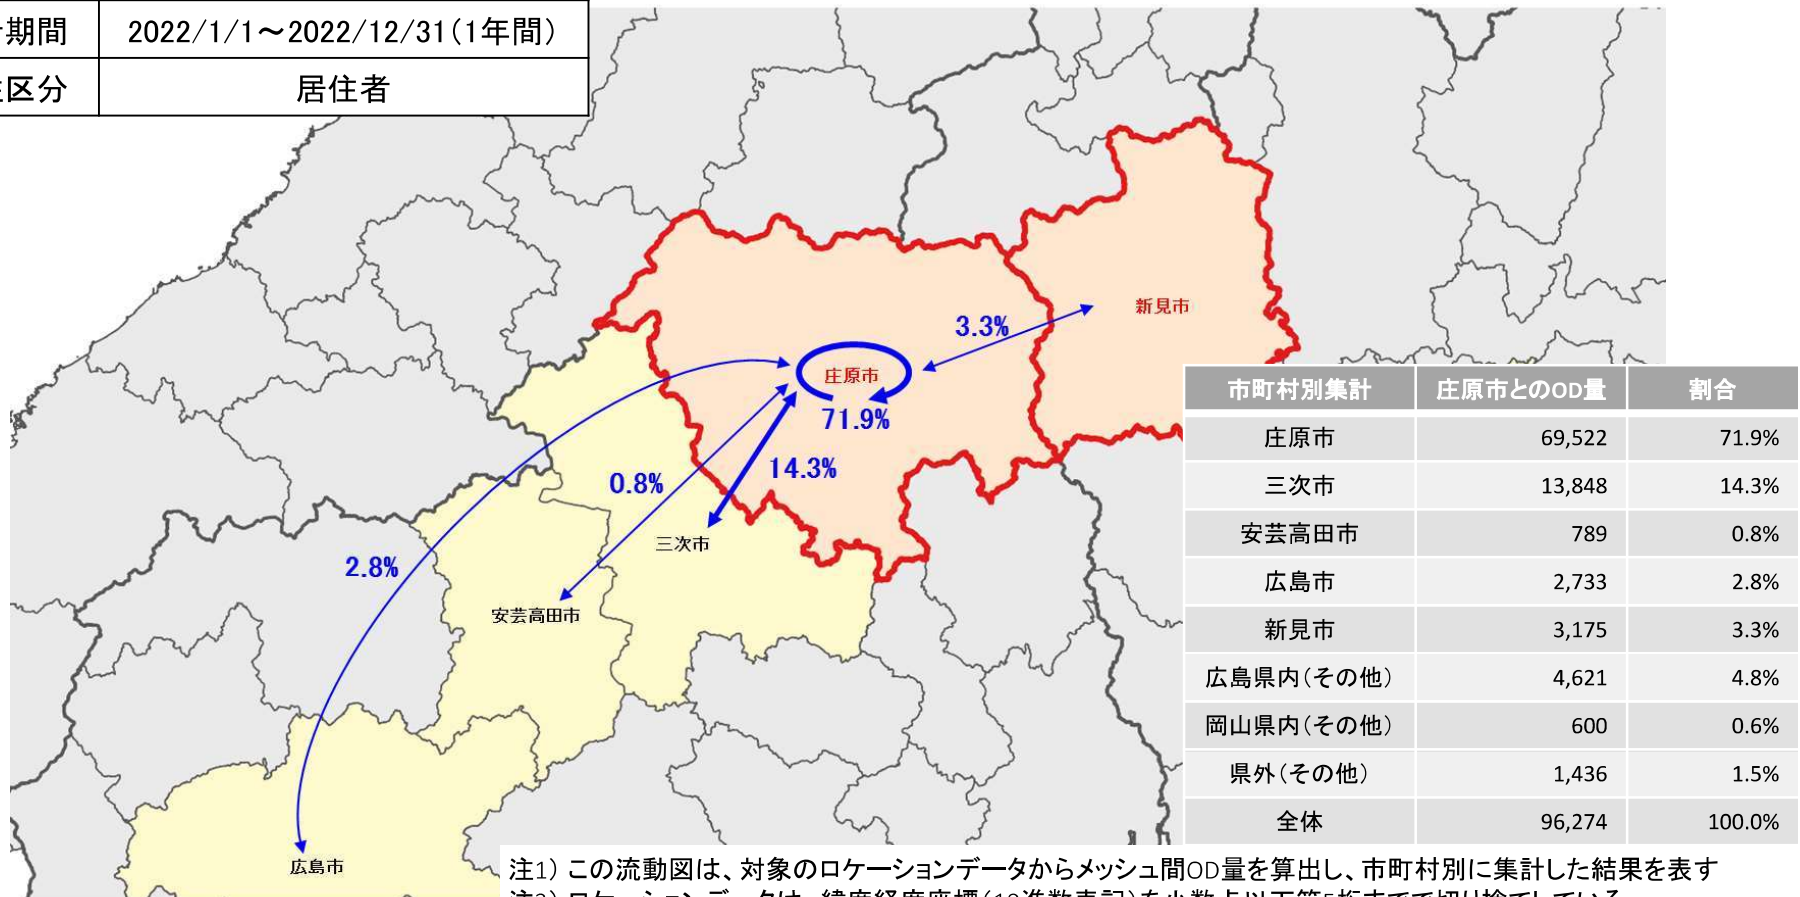 期間 2022/1/1～2022/12/31(1年間)
区分 居住者
新見市
3.3%
庄原市
71.9%
14.3%
0.8%
三次市
2.8%
安芸高田市
広島市
市町村別集計 庄原市とのOD量 割合
庄原市 69,522 71.9%
三次市 13,848 14.3%
安芸高田市 789 0.8%
広島市 2,733 2.8%
新見市 3,175 3.3%
広島県内(その他) 4,621 4.8%
岡山県内(その他) 600 0.6%
県外(その他) 1,436 1.5%
全体 96,274 100.0%
注1) この流動図は、対象のロケーションデータからメッシュ間OD量を算出し、市町村別に集計した結果を表す